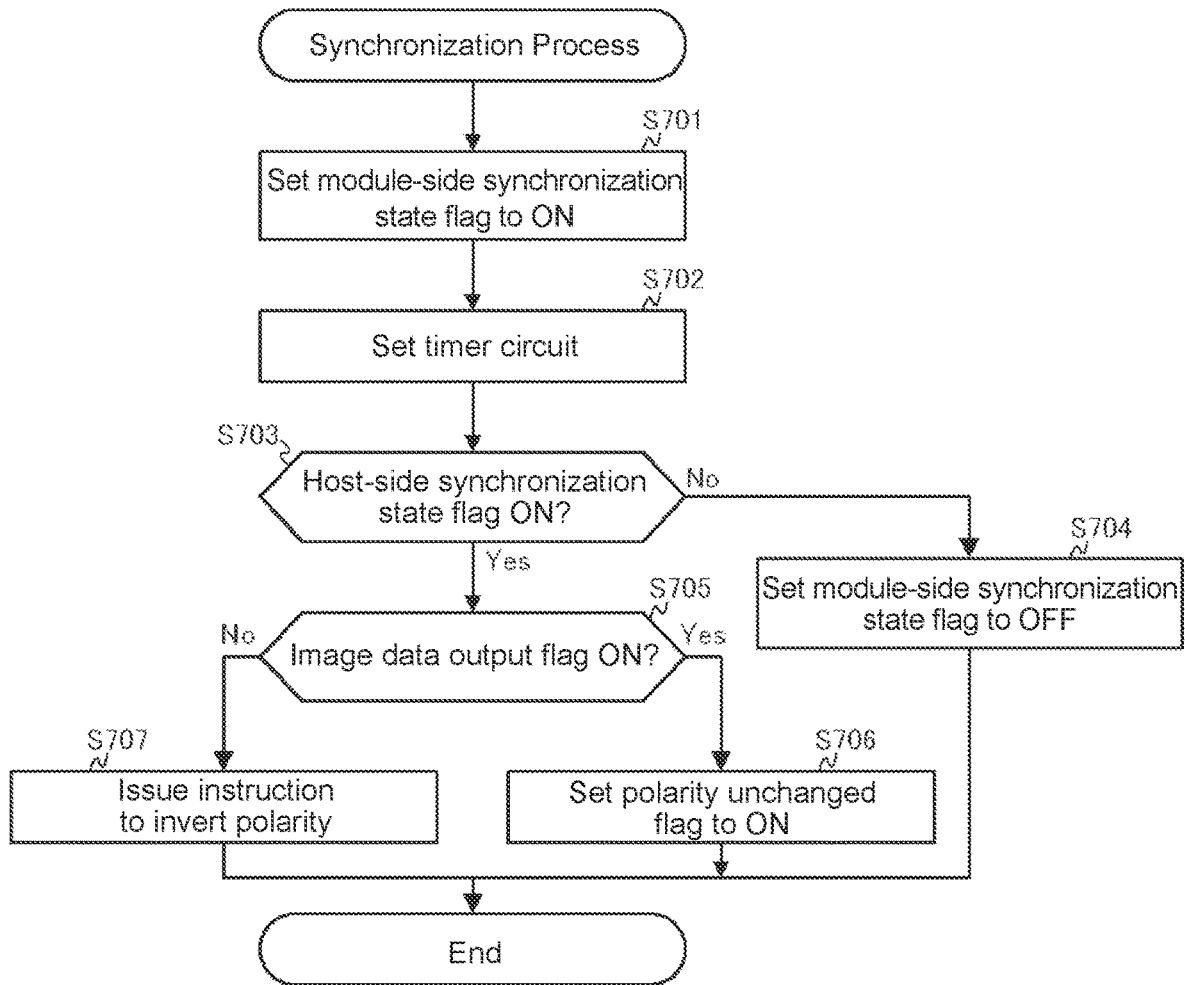 Synchronization Process
S701
Set module-side synchronization
state flag to ON
S702
Set timer circuit
S703
Host-side synchronization
state flag ON?
No
Yes
S704
Set module-side synchronization
state flag to OFF
S705
Image data output flag ON?
No
Yes
S707
Issue instruction
to invert polarity
S706
Set polarity unchanged
flag to ON
End